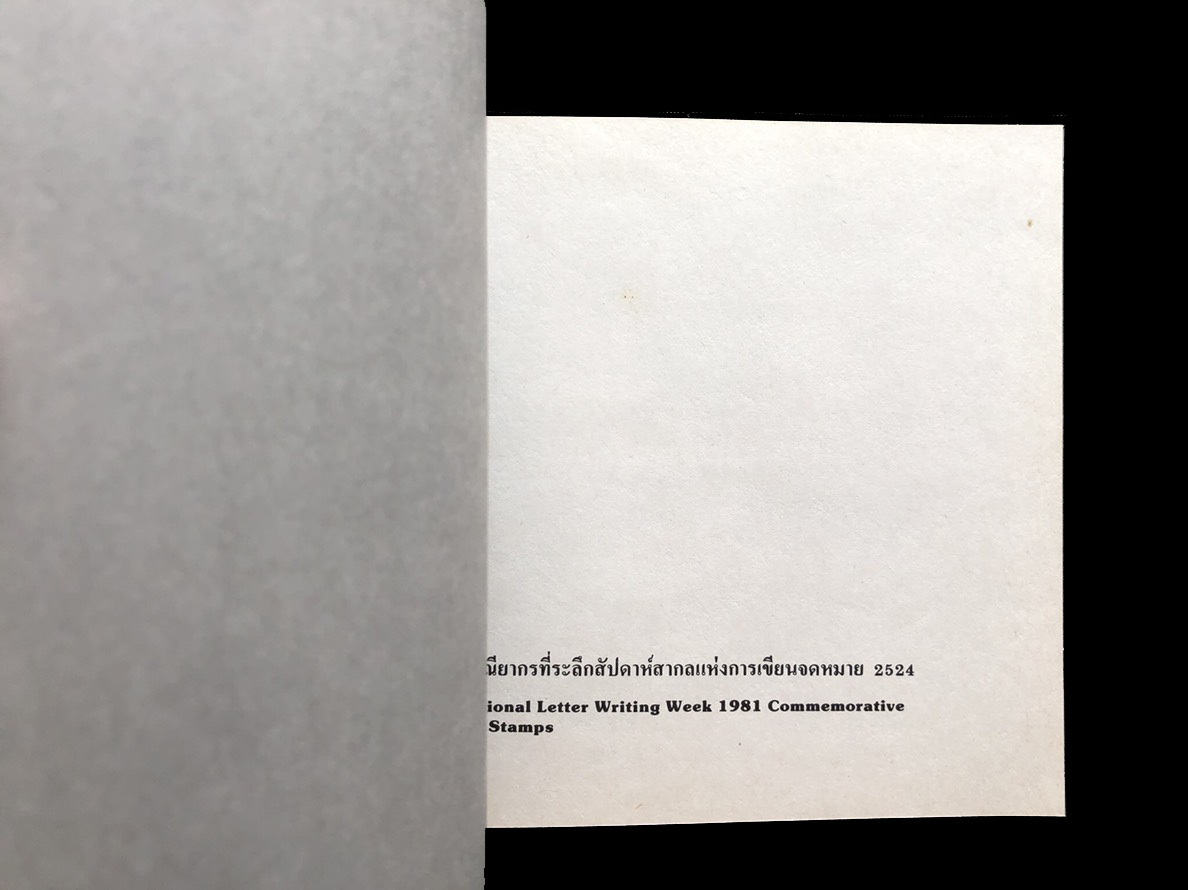 ณียากรที่ระลึกสัปดาห์สากลแห่งการเขียนจดหมาย 2524
ional Letter Writing Week 1981 Commemorative
Stamps